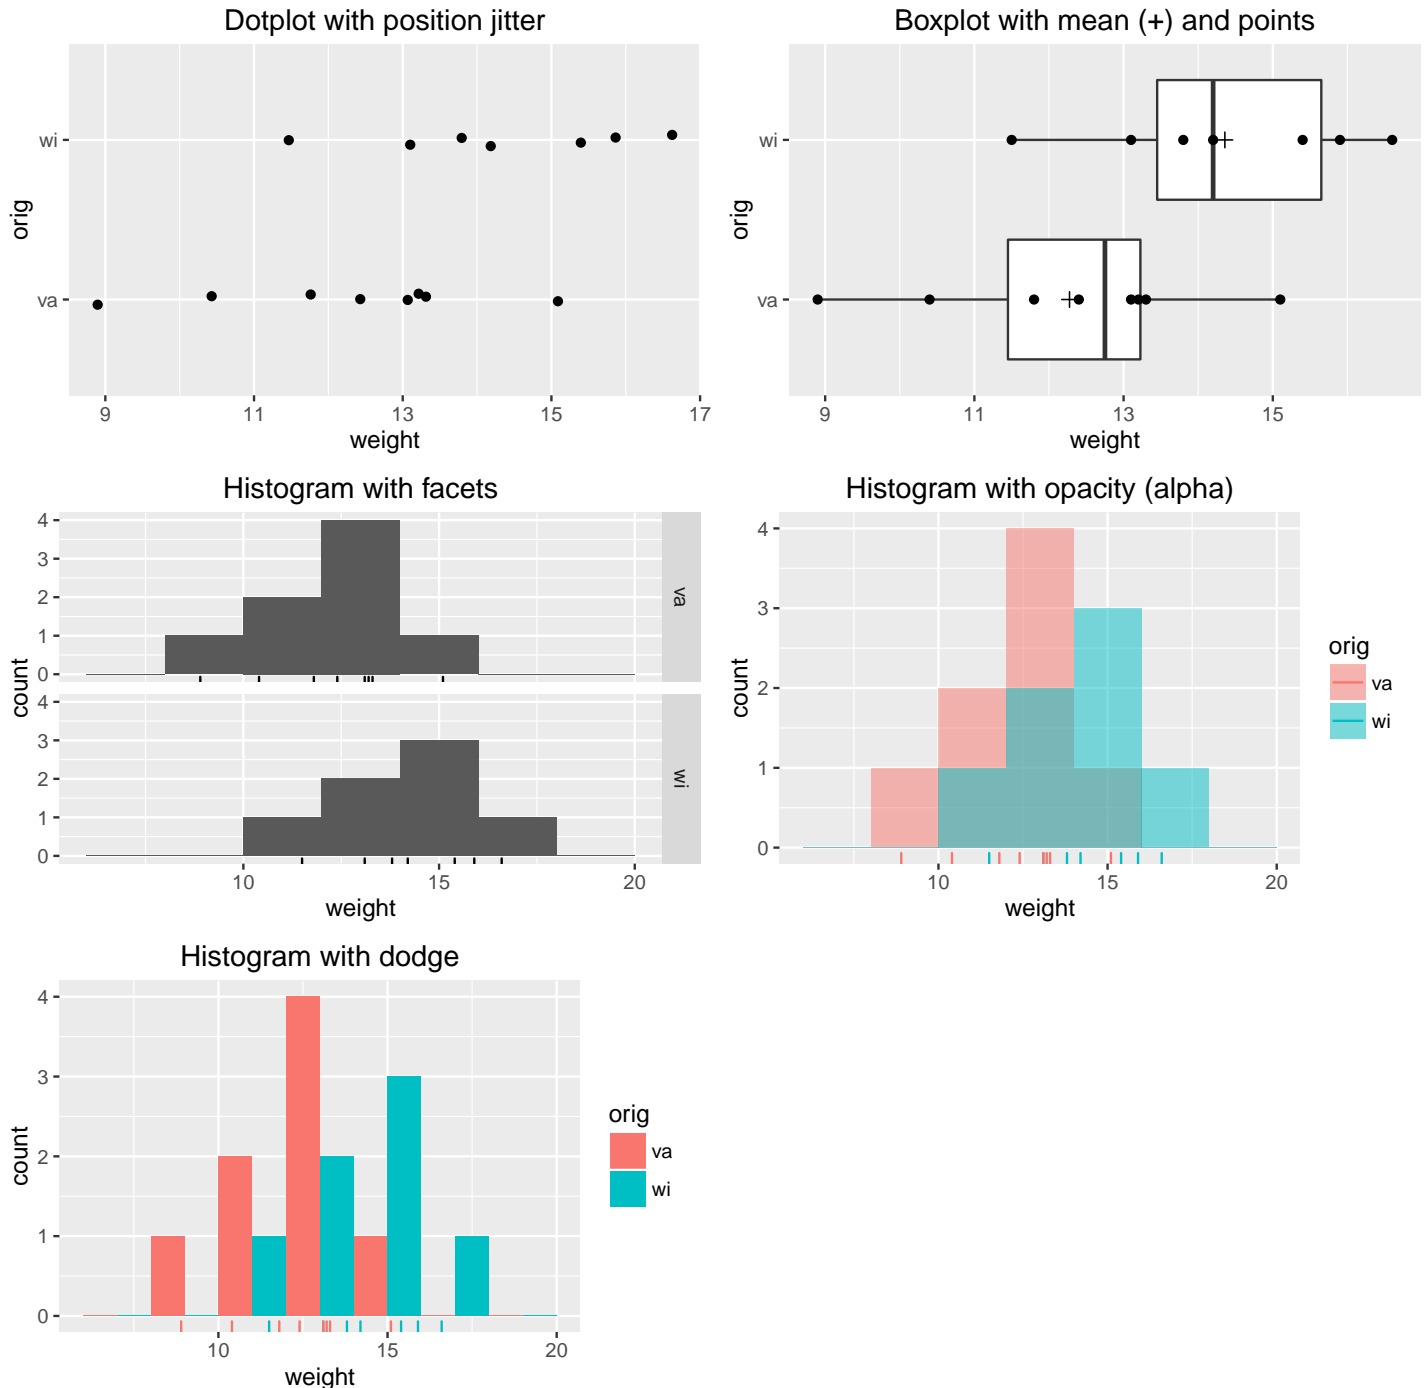 Dotplot with position jitter
orig
wi
va
9 11 13 15 17
weight
Boxplot with mean (+) and points
orig
wi
va
9 11 13 15
weight
Histogram with facets
count
4
3
2
1
0
va
4
3
2
1
0
wi
10 15 20
weight
Histogram with opacity (alpha)
count
4
3
2
1
0
10 15 20
weight
orig
va
wi
Histogram with dodge
count
4
3
2
1
0
10 15 20
weight
orig
va
wi